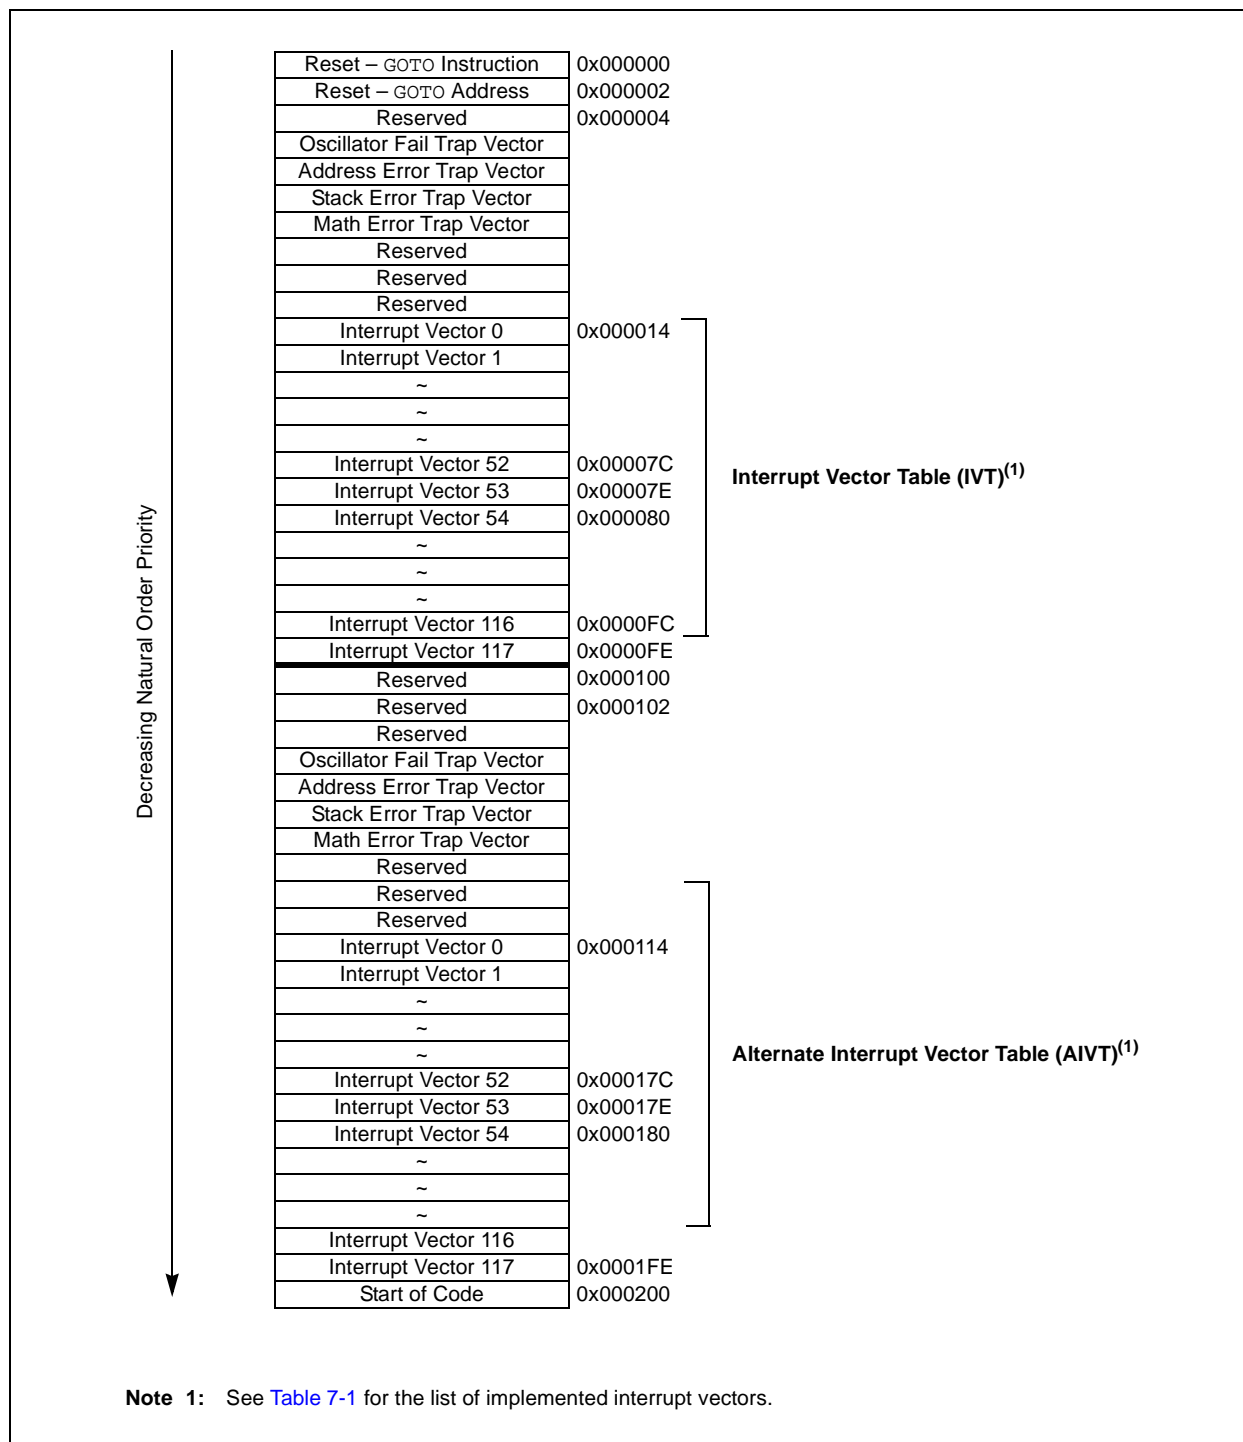 Reset – GOTO Instruction 0x000000
Reset – GOTO Address 0x000002
Reserved 0x000004
Oscillator Fail Trap Vector
Address Error Trap Vector
Stack Error Trap Vector
Math Error Trap Vector
Reserved
Reserved
Reserved
Interrupt Vector 0 0x000014
Interrupt Vector 1
~
~
~
Interrupt Vector 52 0x00007C
Interrupt Vector Table (IVT)(1)
Interrupt Vector 53 0x00007E
Interrupt Vector 54 0x000080
~
~
~
Interrupt Vector 116 0x0000FC
Interrupt Vector 117 0x0000FE
Decreasing Natural Order Priority
Reserved 0x000100
Reserved 0x000102
Reserved
Oscillator Fail Trap Vector
Address Error Trap Vector
Stack Error Trap Vector
Math Error Trap Vector
Reserved
Reserved
Reserved
Interrupt Vector 0 0x000114
Interrupt Vector 1
~
~
~
Alternate Interrupt Vector Table (AIVT)(1)
Interrupt Vector 52 0x00017C
Interrupt Vector 53 0x00017E
Interrupt Vector 54 0x000180
~
~
~
Interrupt Vector 116
Interrupt Vector 117 0x0001FE
Start of Code 0x000200
Note 1: See Table 7-1 for the list of implemented interrupt vectors.